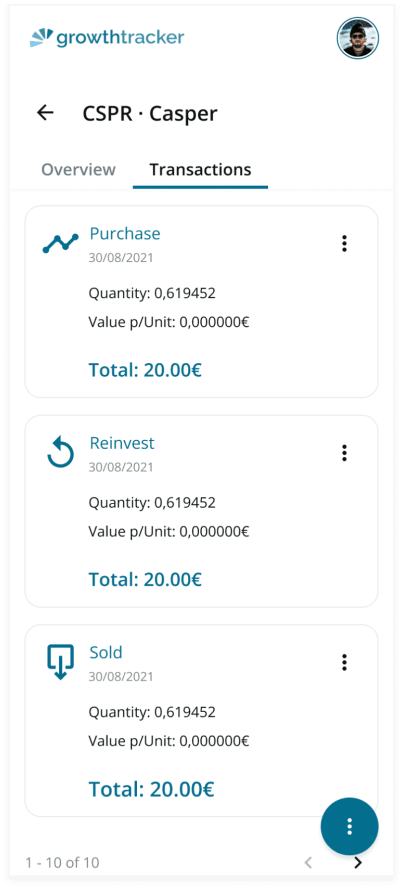 growthtracker
CSPR · Casper
Overview Transactions
Purchase
30/08/2021
Quantity: 0,619452
Value p/Unit: 0,000000€
Total: 20.00€
Reinvest
30/08/2021
Quantity: 0,619452
Value p/Unit: 0,000000€
Total: 20.00€
Sold
30/08/2021
Quantity: 0,619452
Value p/Unit: 0,000000€
Total: 20.00€
1 - 10 of 10